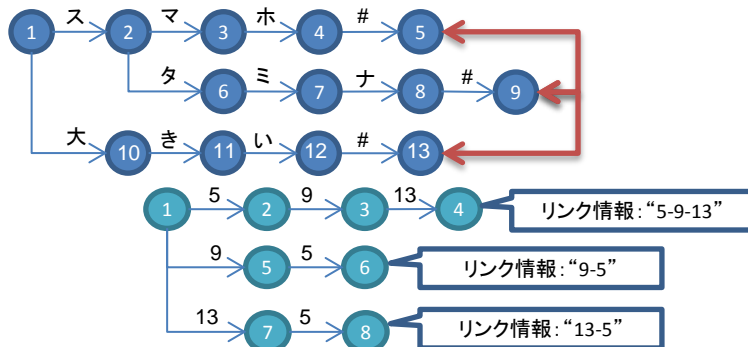 ス マ ホ #
1 2 3 4 5
タ ミ ナ #
6 7 8 9
大 き い #
10 11 12 13
5 9 13
1 2 3 4 リンク情報:“5-9-13”
9 5
5 6 リンク情報:“9-5”
13 5
7 8 リンク情報:“13-5”